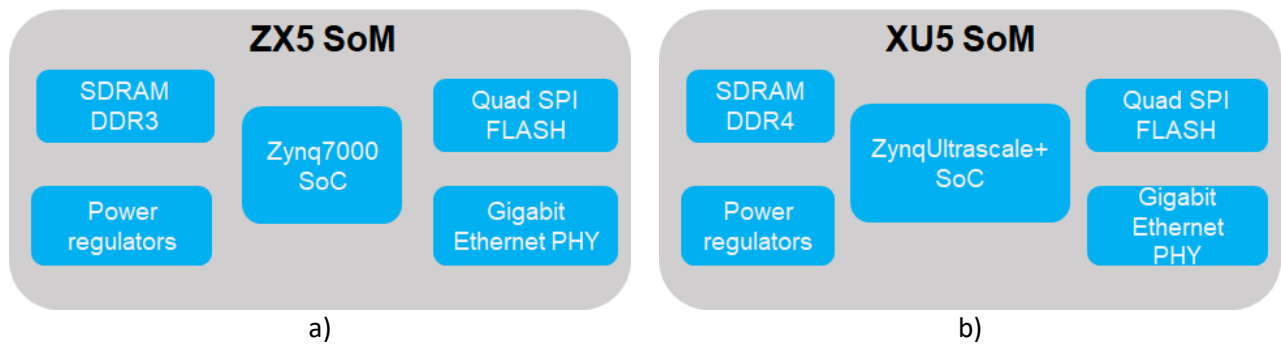 ZX5 SoM
SDRAM
DDR3
Zynq7000
SoC
Quad SPI
FLASH
Power
regulators
Gigabit
Ethernet PHY
a)
XU5 SoM
SDRAM
DDR4
ZynqUltrascale+
SoC
Quad SPI
FLASH
Power
regulators
Gigabit
Ethernet
PHY
b)